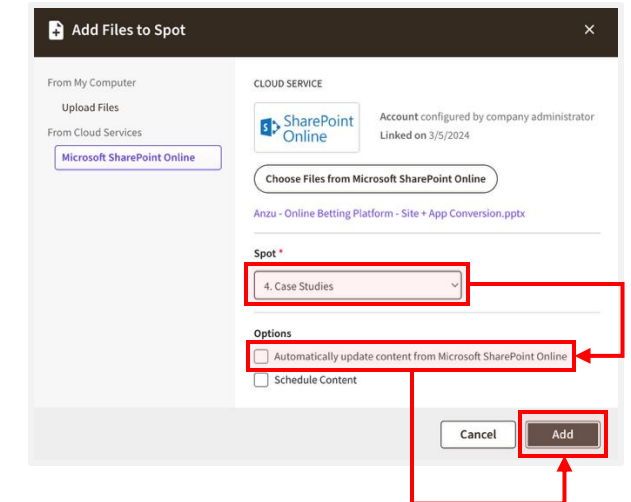 Add Files to Spot
From My Computer
Upload Files
From Cloud Services
Microsoft SharePoint Online
CLOUD SERVICE
SharePoint
Online
Account configured by company administrator
Linked on 3/5/2024
Choose Files from Microsoft SharePoint Online
Anzu - Online Betting Platform - Site + App Conversion.pptx
Spot *
4. Case Studies
Options
Automatically update content from Microsoft SharePoint Online
Schedule Content
Cancel
Add